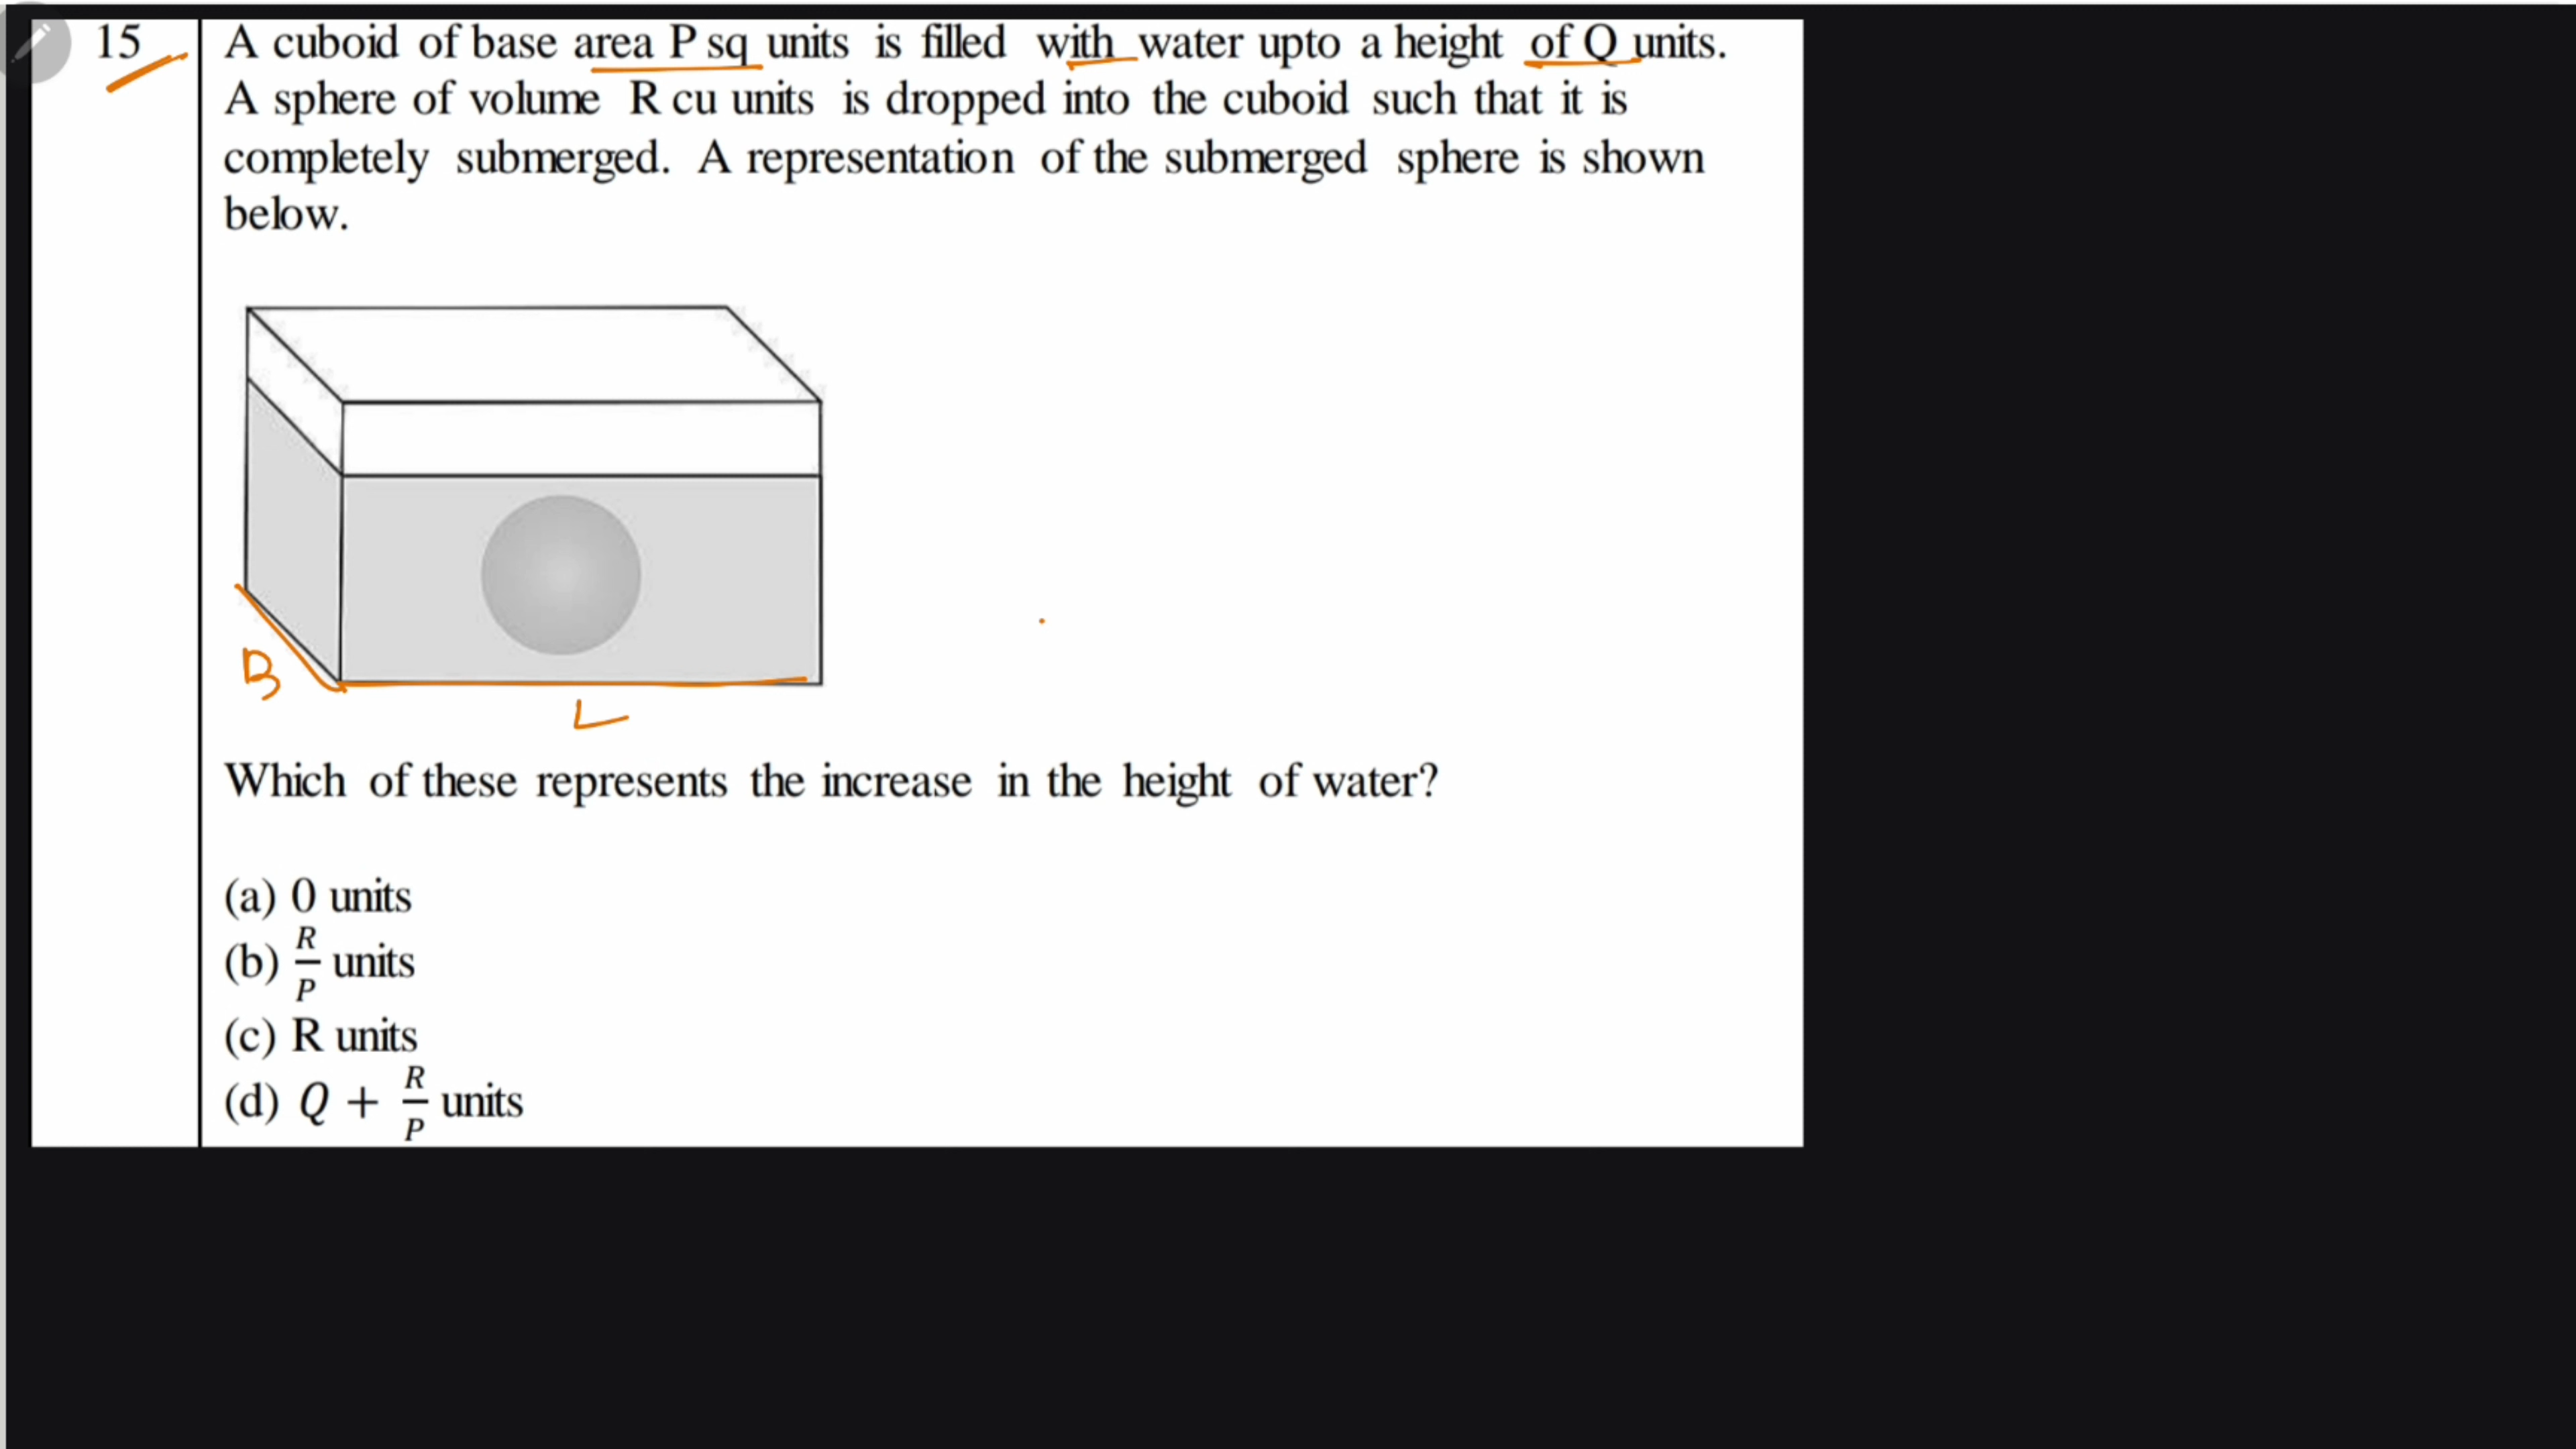 15
A cuboid of base area P sq units is filled with water upto a height of Q units.
A sphere of volume R cu units is dropped into the cuboid such that it is
completely submerged. A representation of the submerged sphere is shown
below.
B
L
Which of these represents the increase in the height of water?
(a) 0 units
(b) R/P units
(c) R units
(d) Q + R/P units